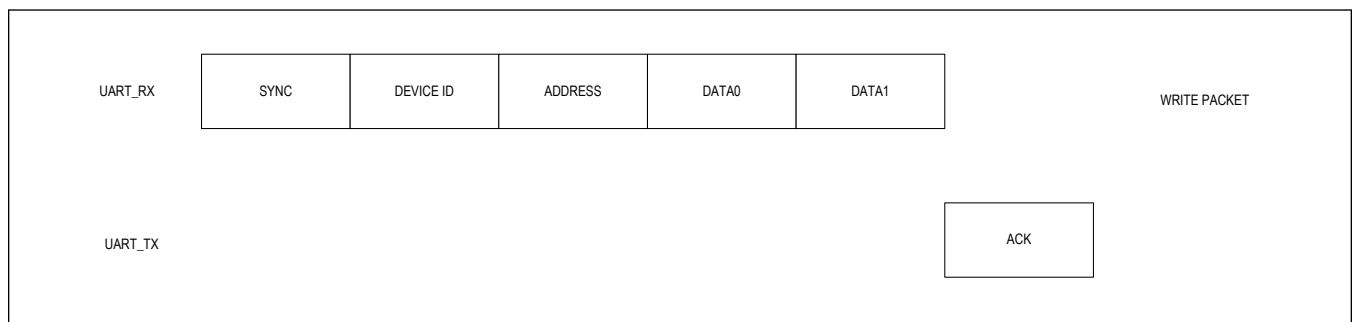 UART_RX SYNC DEVICE ID ADDRESS DATA0 DATA1 WRITE PACKET
UART_TX ACK